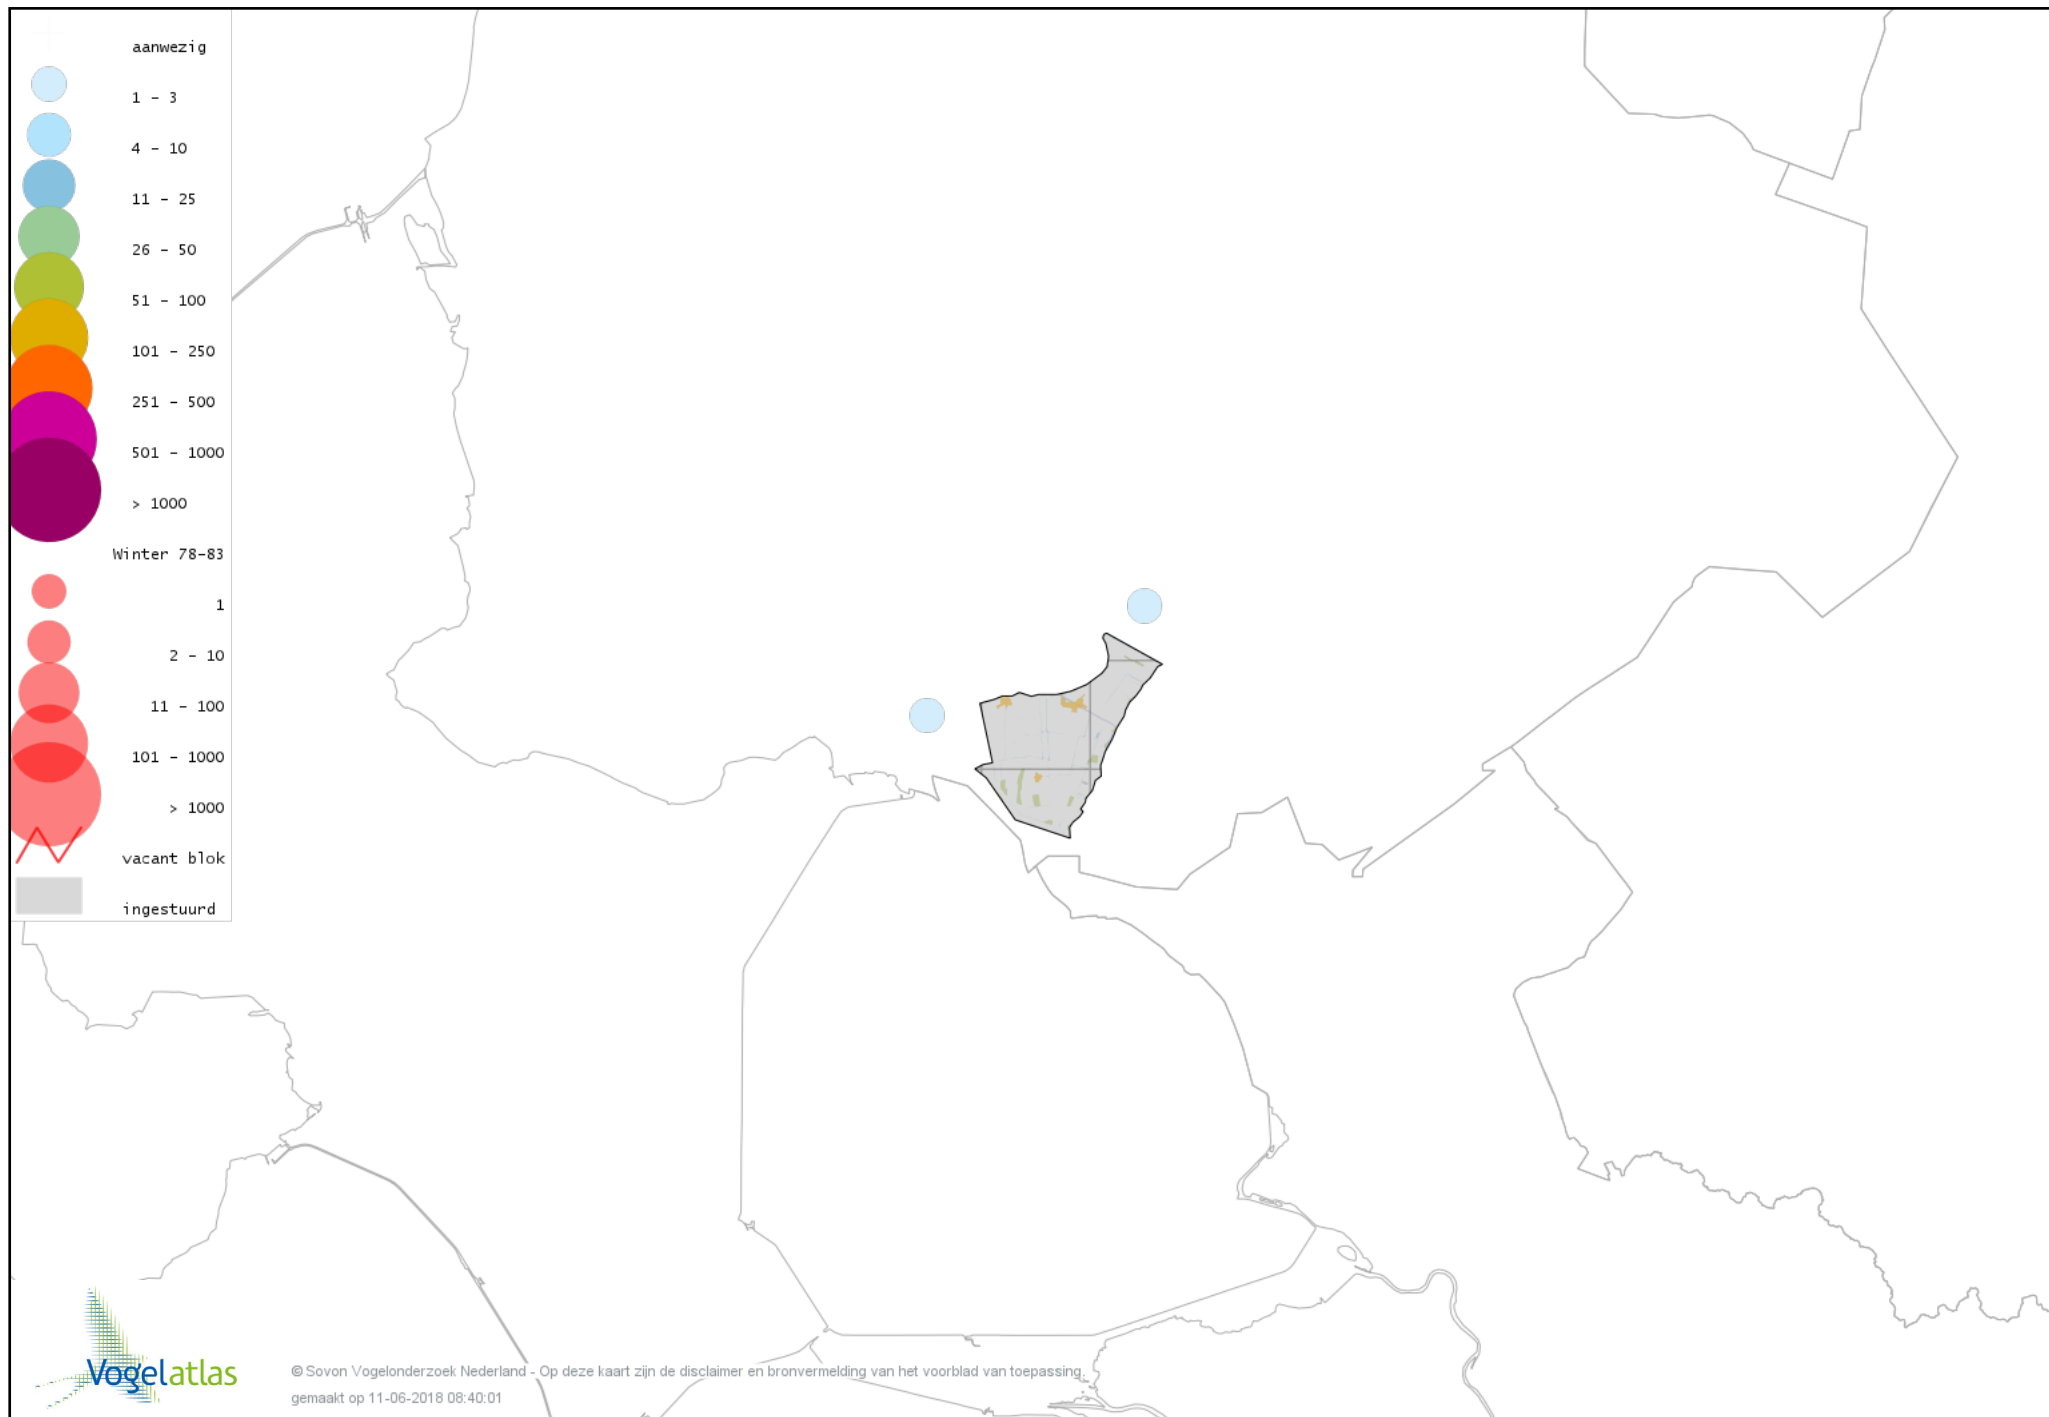 aanwezig
1 - 3
4 - 10
11 - 25
26 - 50
51 - 100
101 - 250
251 - 500
501 - 1000
> 1000
Winter 78-83
1
2 - 10
11 - 100
101 - 1000
> 1000
vacant blok
ingestuurd
Vogelatlas
© Sovon Vogelonderzoek Nederland - Op deze kaart zijn de disclaimer en bronvermelding van het voorblad van toepassing.
gemaakt op 11-06-2018 08:40:01